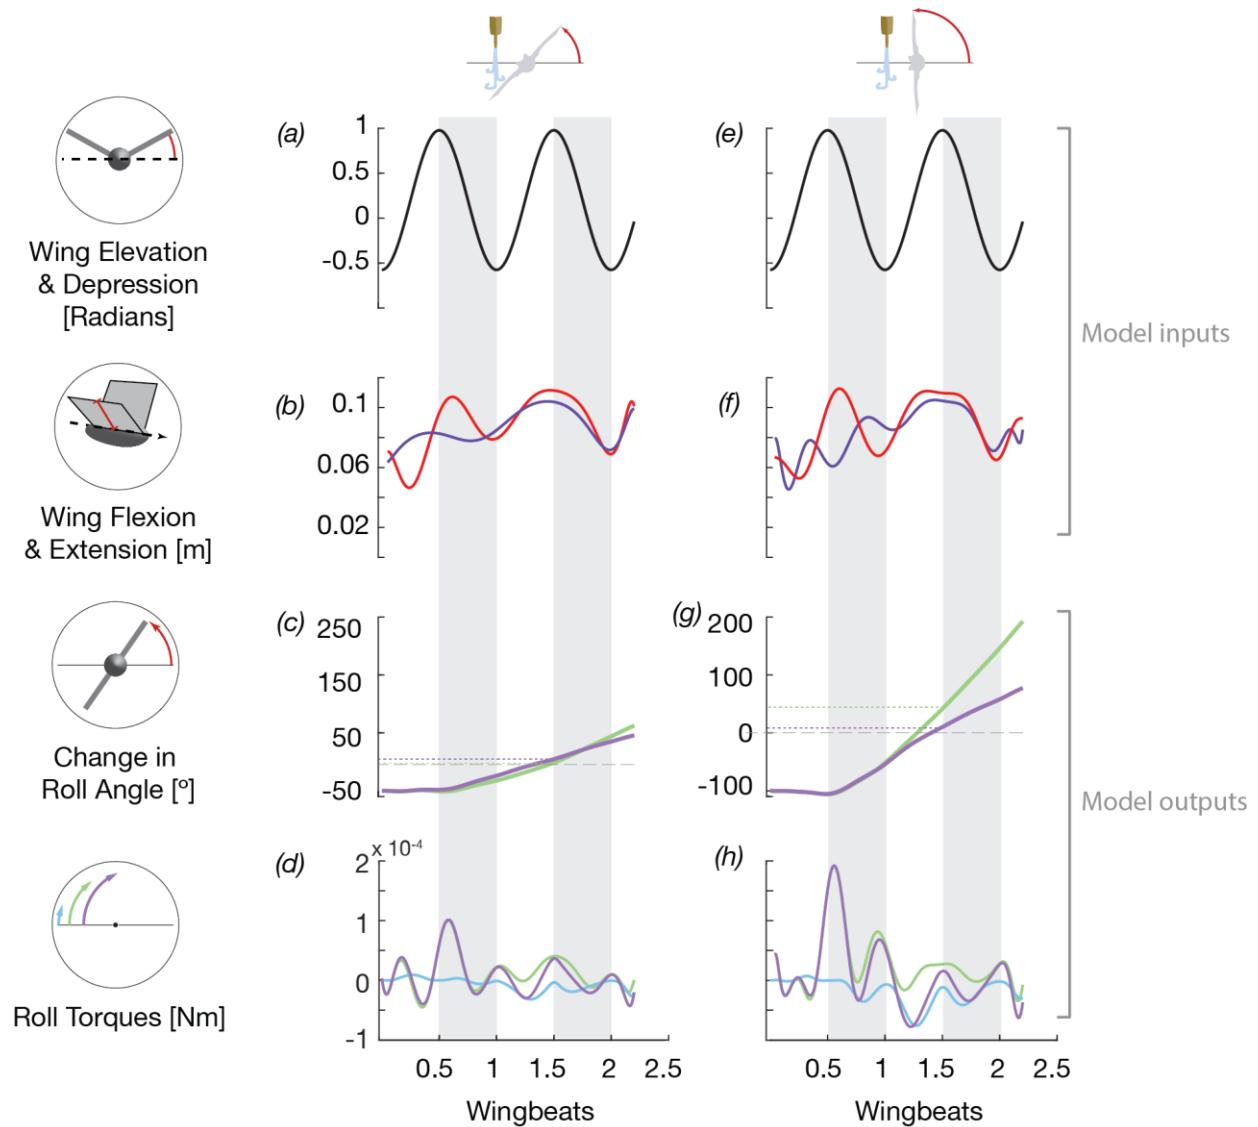 (a)
1
0.5
0
-0.5
(e)
Wing Elevation
& Depression
[Radians]
Model inputs
(b)
0.1
0.06
0.02
(f)
Wing Flexion
& Extension [m]
(c)
250
150
50
-50
(g)
200
100
0
-100
Change in
Roll Angle [º]
Model outputs
(d)
2
x 10-4
1
0
-1
(h)
Roll Torques [Nm]
0.5 1 1.5 2 2.5
Wingbeats
0.5 1 1.5 2 2.5
Wingbeats